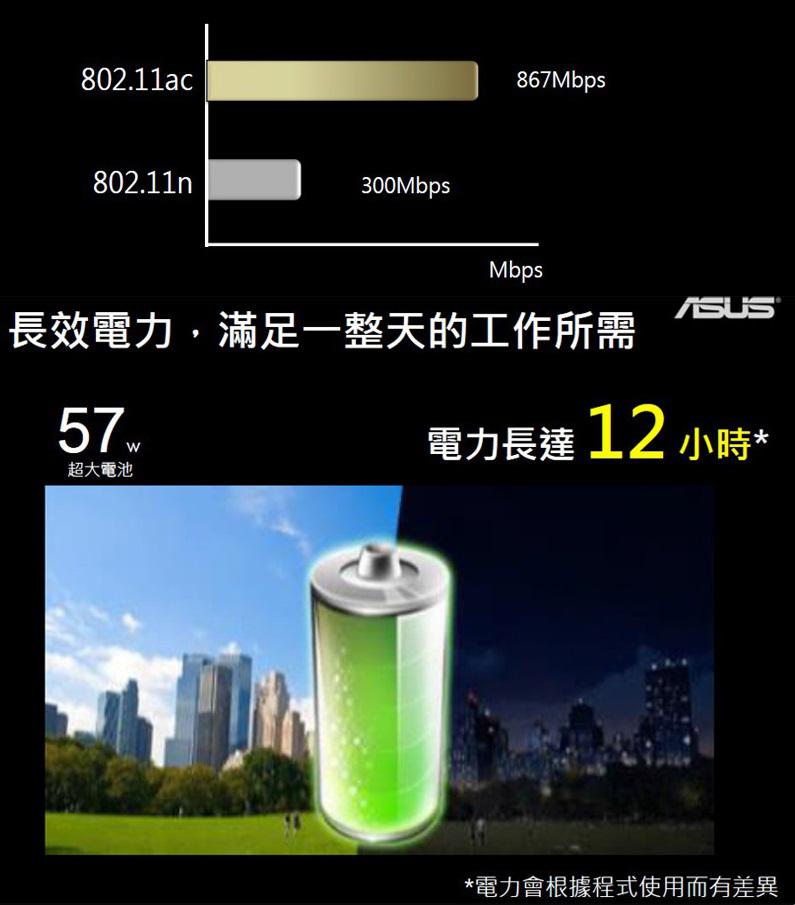 802.11ac 867Mbps
802.11n 300Mbps
Mbps
ASUS
長效電力，滿足一整天的工作所需
57w
超大電池
電力長達 12 小時*
*電力會根據程式使用而有差異